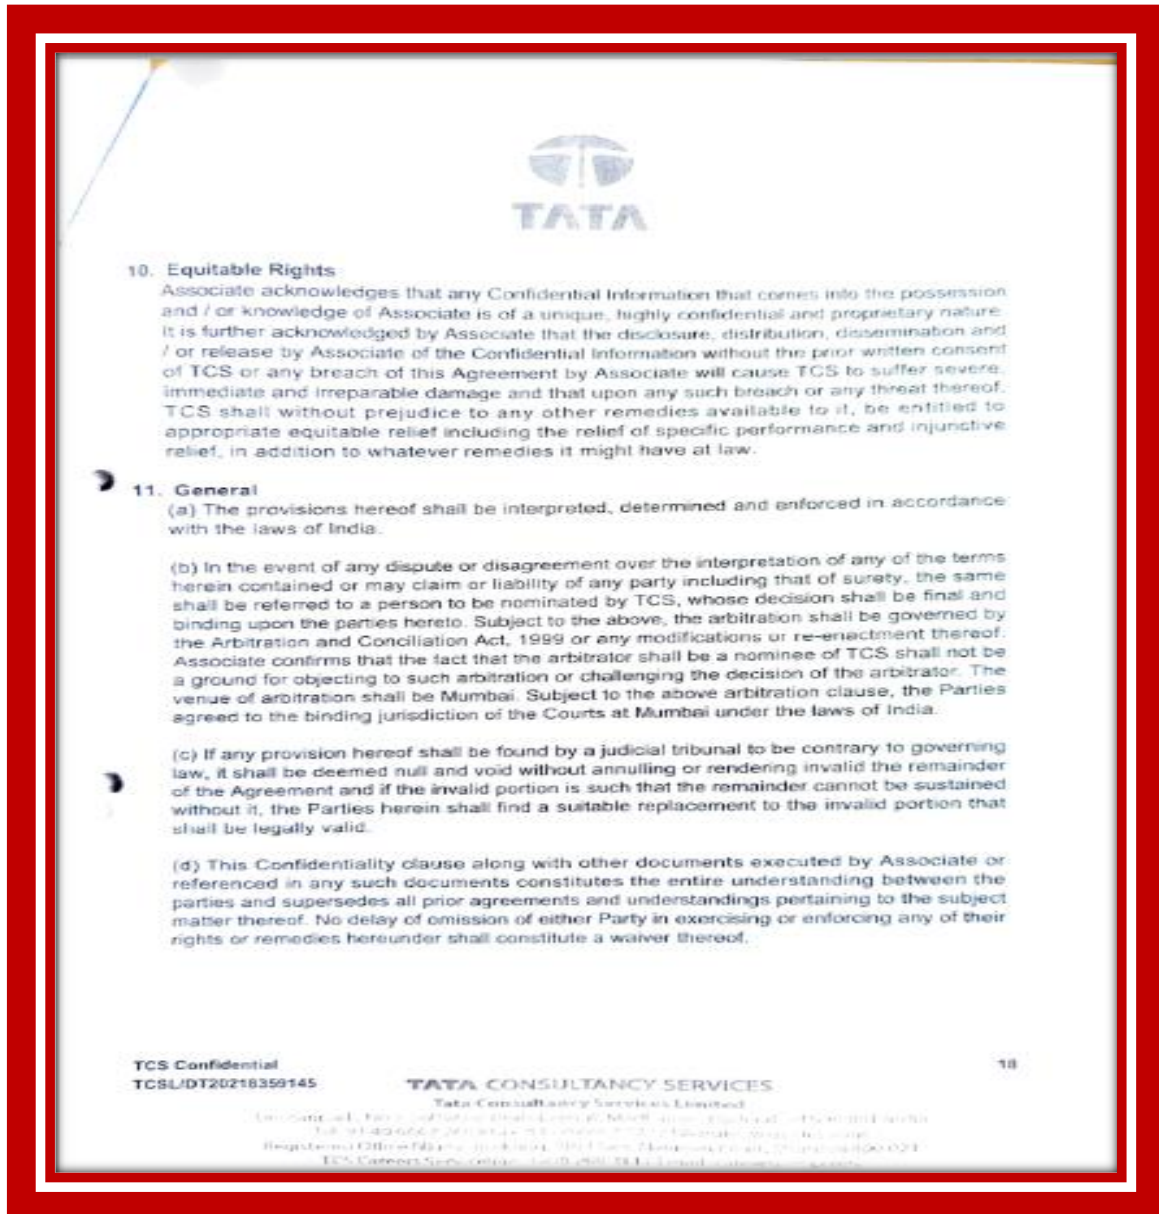 TATA
10. Equitable Rights
Associate acknowledges that any Confidential Information that comes into the possession
and / or knowledge of Associate is of a unique, highly confidential and proprietary nature.
It is further acknowledged by Associate that the disclosure, distribution, dissemination and
/ or release by Associate of the Confidential Information without the prior written consent
of TCS or any breach of this Agreement by Associate will cause TCS to suffer severe,
immediate and irreparable damage and that upon any such breach or any threat thereof,
TCS shall without prejudice to any other remedies available to it, be entitled to
appropriate equitable relief including the relief of specific performance and injunctive
relief, in addition to whatever remedies it might have at law.
11. General
(a) The provisions hereof shall be interpreted, determined and enforced in accordance
with the laws of India.
(b) In the event of any dispute or disagreement over the interpretation of any of the terms
herein contained or may claim or liability of any party including that of surety, the same
shall be referred to a person to be nominated by TCS, whose decision shall be final and
binding upon the parties hereto. Subject to the above, the arbitration shall be governed by
the Arbitration and Conciliation Act, 1999 or any modifications or re-enactment thereof.
Associate confirms that the fact that the arbitrator shall be a nominee of TCS shall not be
a ground for objecting to such arbitration or challenging the decision of the arbitrator. The
venue of arbitration shall be Mumbai. Subject to the above arbitration clause, the Parties
agreed to the binding jurisdiction of the Courts at Mumbai under the laws of India.
(c) If any provision hereof shall be found by a judicial tribunal to be contrary to governing
law, it shall be deemed null and void without annulling or rendering invalid the remainder
of the Agreement and if the invalid portion is such that the remainder cannot be sustained
without it, the Parties herein shall find a suitable replacement to the invalid portion that
shall be legally valid.
(d) This Confidentiality clause along with other documents executed by Associate or
referenced in any such documents constitutes the entire understanding between the
parties and supersedes all prior agreements and understandings pertaining to the subject
matter thereof. No delay of omission of either Party in exercising or enforcing any of their
rights or remedies hereunder shall constitute a waiver thereof.
TCS Confidential
18
TCSL/DT20218359145
TATA CONSULTANCY SERVICES
Tata Consultancy Services Limited
Registered Office
TCS Careers